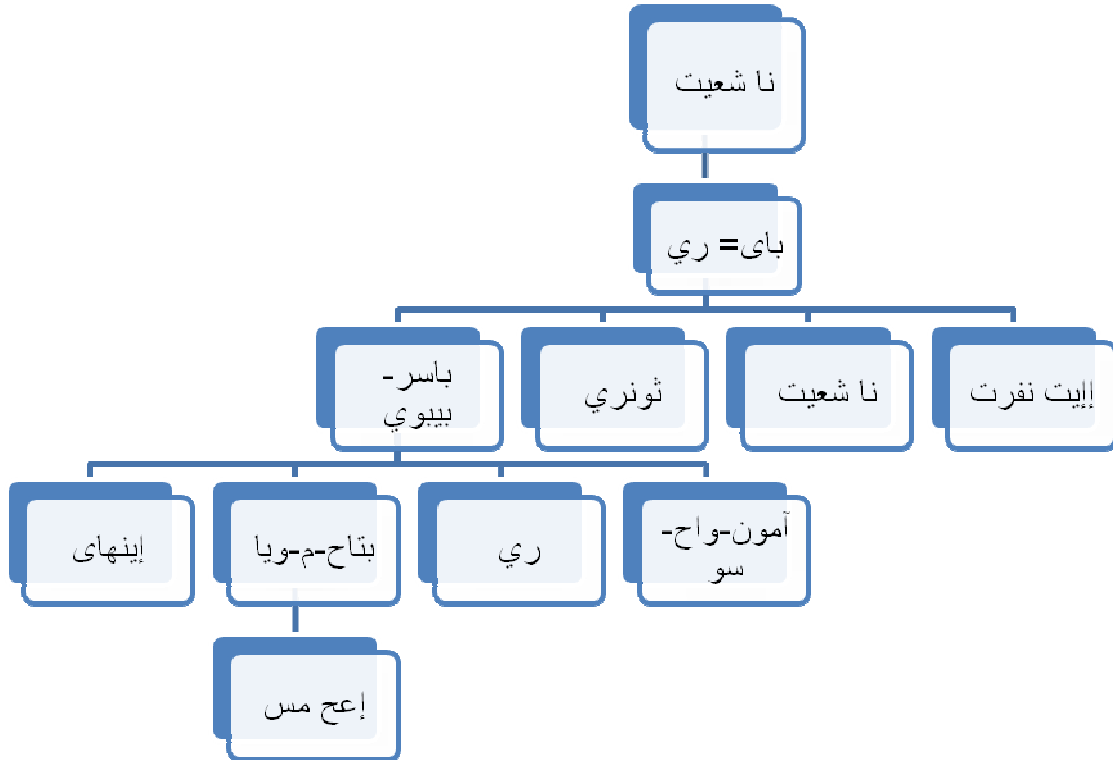 نا شعيت
باى= ري
إإيت نفرت
نا شعيت
ثونري
باسر-
بيبوي
آمون-واح-
سو
ري
بتاح-م-ويا
إينهاى
إعح مس